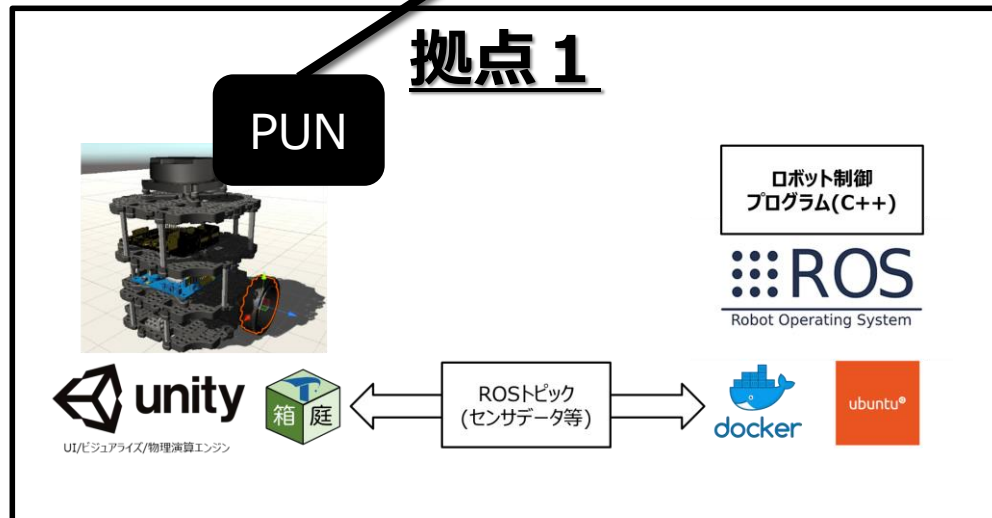 拠点1
PUN
ロボット制御
プログラム(C++)
ROS
Robot Operating System
unity
箱庭
UI/ビジュアライズ/物理演算エンジン
ROSトピック
(センサデータ等)
docker
ubuntu®